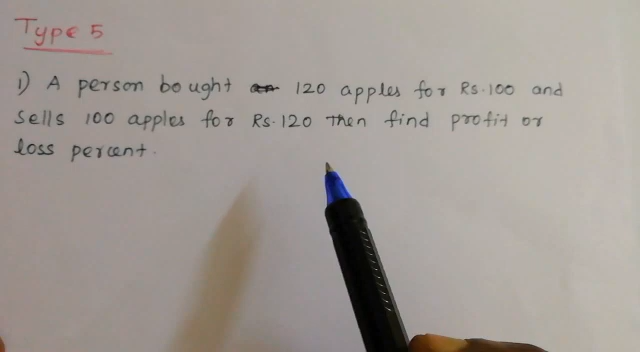 Type 5
1) A person bought 120 apples for Rs.100 and
sells 100 apples for Rs.120 then find profit or
loss percent.